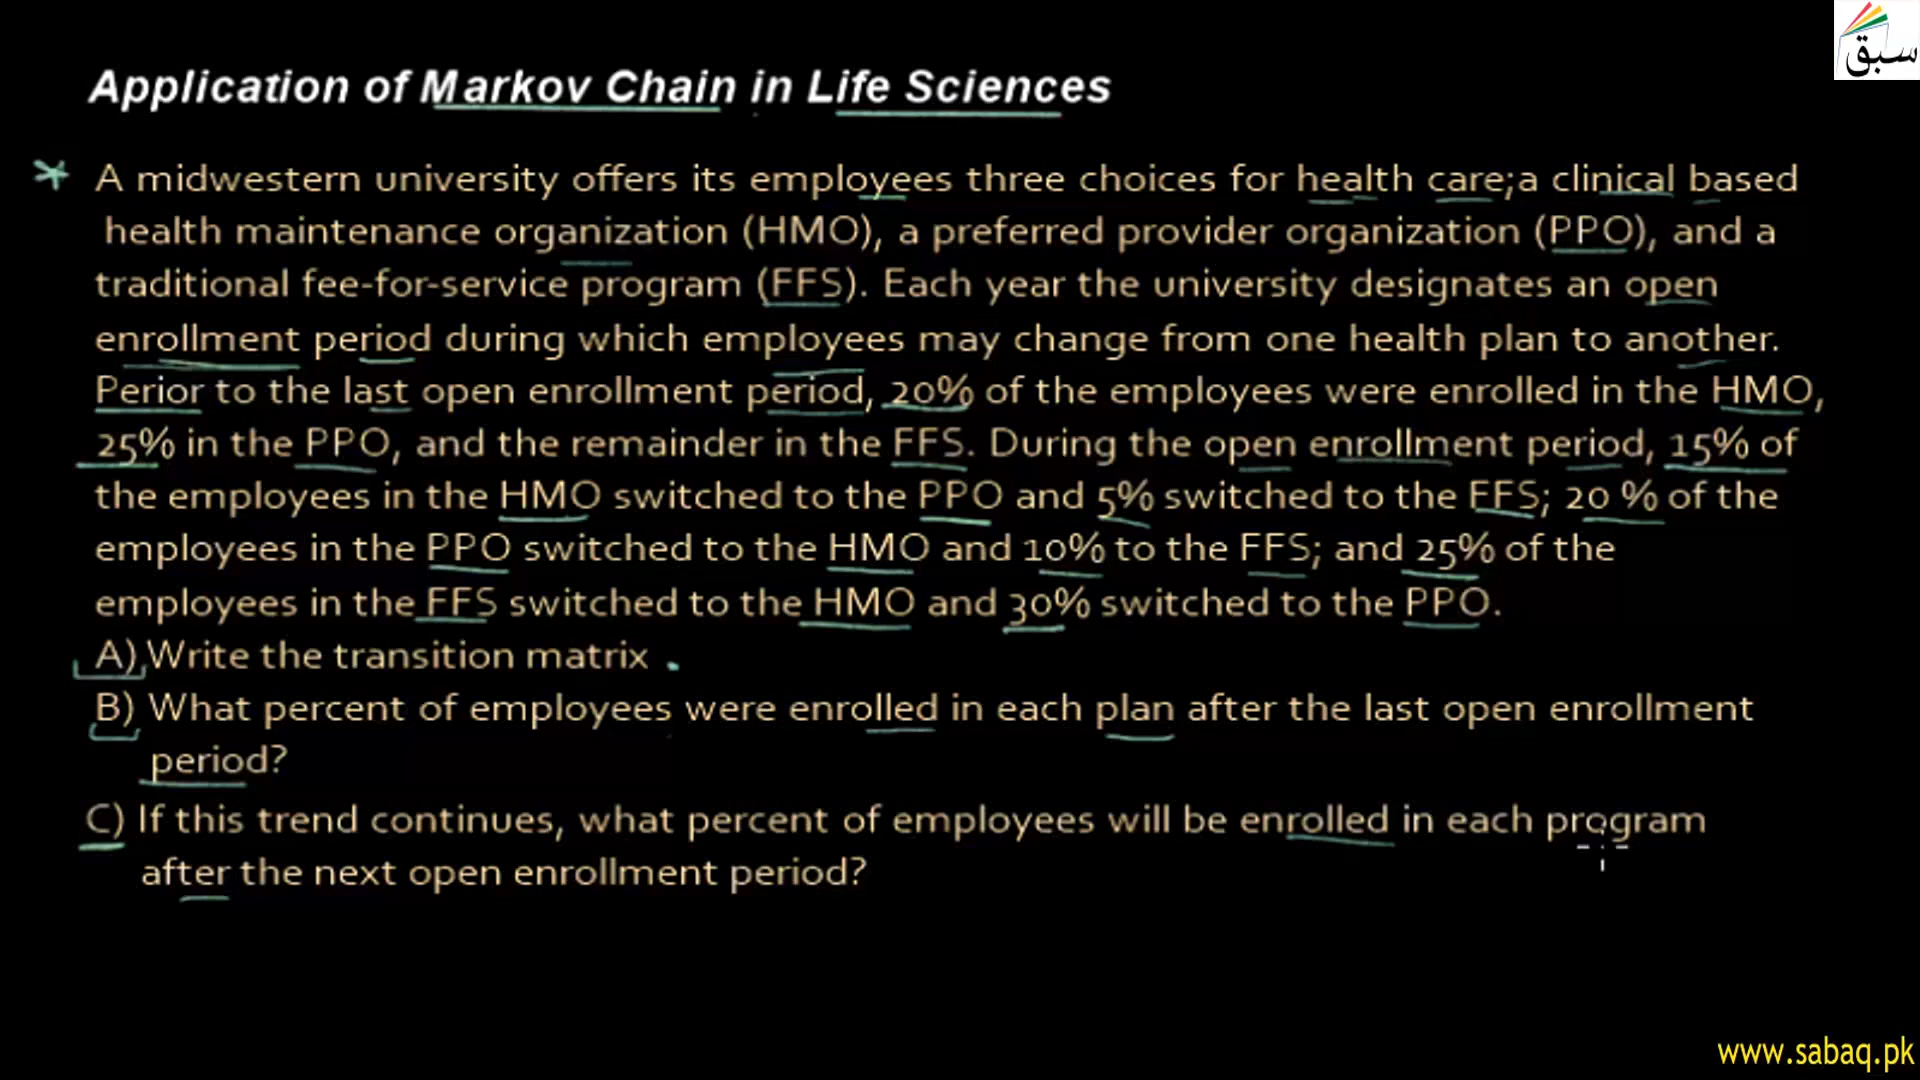 سبق
Application of Markov Chain in Life Sciences
A midwestern university offers its employees three choices for health care;a clinical based
health maintenance organization (HMO), a preferred provider organization (PPO), and a
traditional fee-for-service program (FFS). Each year the university designates an open
enrollment period during which employees may change from one health plan to another.
Perior to the last open enrollment period, 20% of the employees were enrolled in the HMO,
25% in the PPO, and the remainder in the FFS. During the open enrollment period, 15% of
the employees in the HMO switched to the PPO and 5% switched to the FFS; 20 % of the
employees in the PPO switched to the HMO and 10% to the FFS; and 25% of the
employees in the FFS switched to the HMO and 30% switched to the PPO.
A) Write the transition matrix .
B) What percent of employees were enrolled in each plan after the last open enrollment
period?
C) If this trend continues, what percent of employees will be enrolled in each program
after the next open enrollment period?
www.sabaq.pk